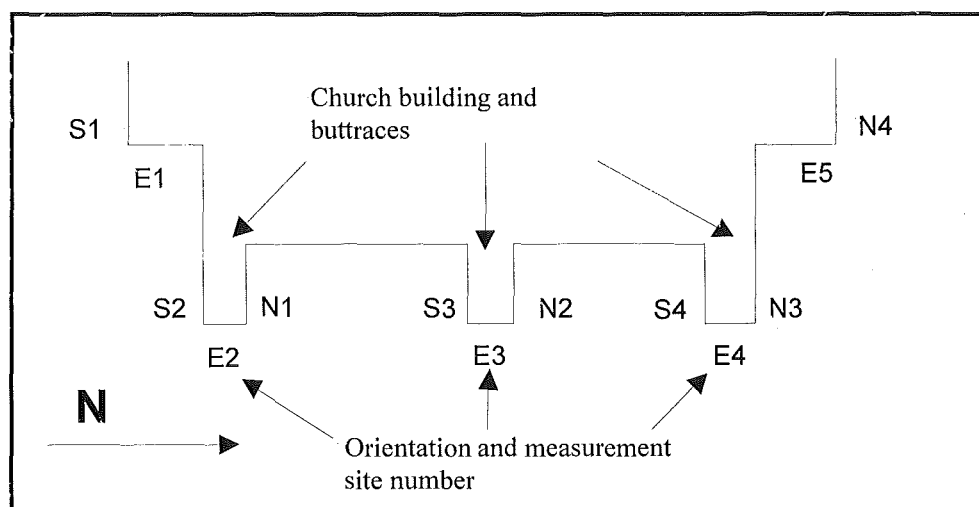 Church building and
buttraces
S1
N4
E1
E5
S2
N1
S3
N2
S4
N3
E2
E3
E4
N
Orientation and measurement
site number